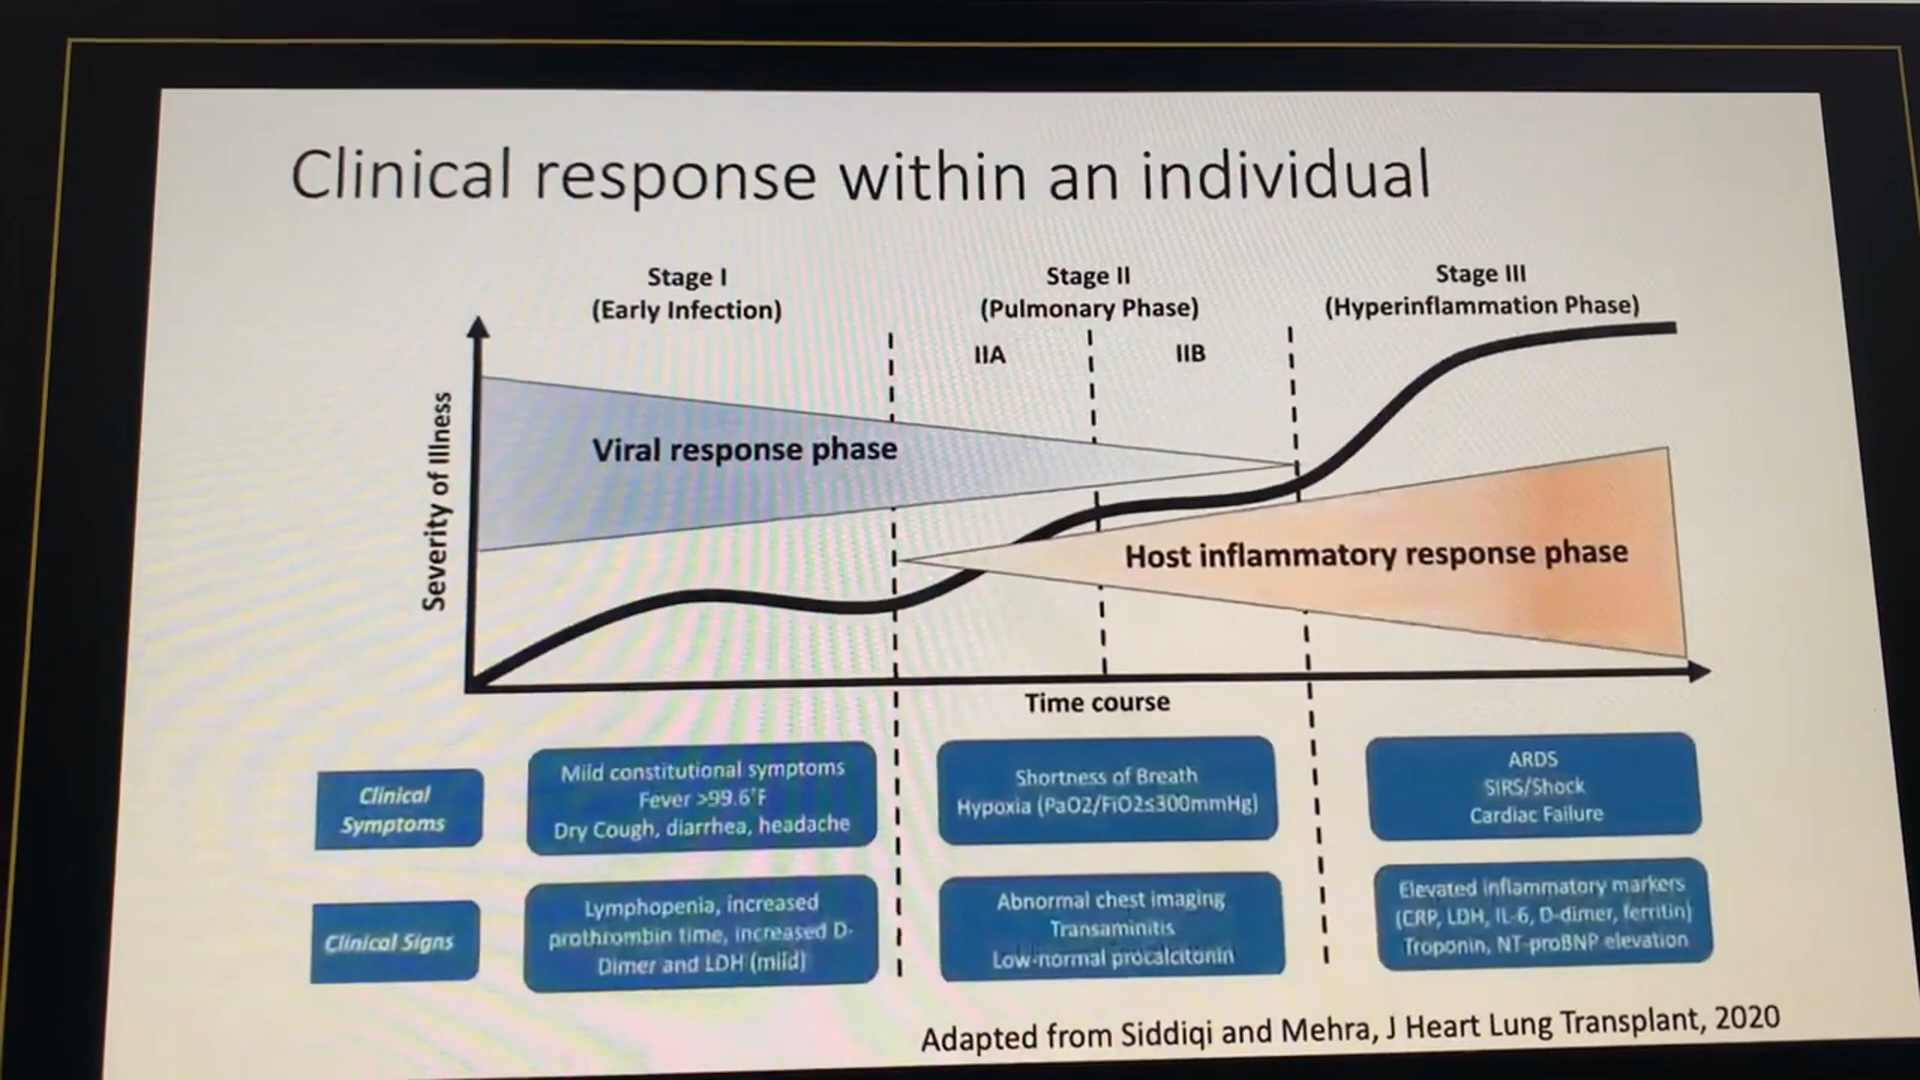 Clinical response within an individual
Stage I
(Early Infection)
Stage II
(Pulmonary Phase)
Stage III
(Hyperinflammation Phase)
IIA
IIB
Severity of Illness
Viral response phase
Host inflammatory response phase
Time course
Clinical
Symptoms
Mild constitutional symptoms
Fever >99.6°F
Dry Cough, diarrhea, headache
Shortness of Breath
Hypoxia (PaO2/FiO2≤300mmHg)
ARDS
SIRS/Shock
Cardiac Failure
Clinical Signs
Lymphopenia, increased
prothrombin time, increased D-
Dimer and LDH (mild)
Abnormal chest imaging
Transaminitis
Low-normal procalcitonin
Elevated inflammatory markers
(CRP, LDH, IL-6, D-dimer, ferritin)
Troponin, NT-proBNP elevation
Adapted from Siddiqi and Mehra, J Heart Lung Transplant, 2020